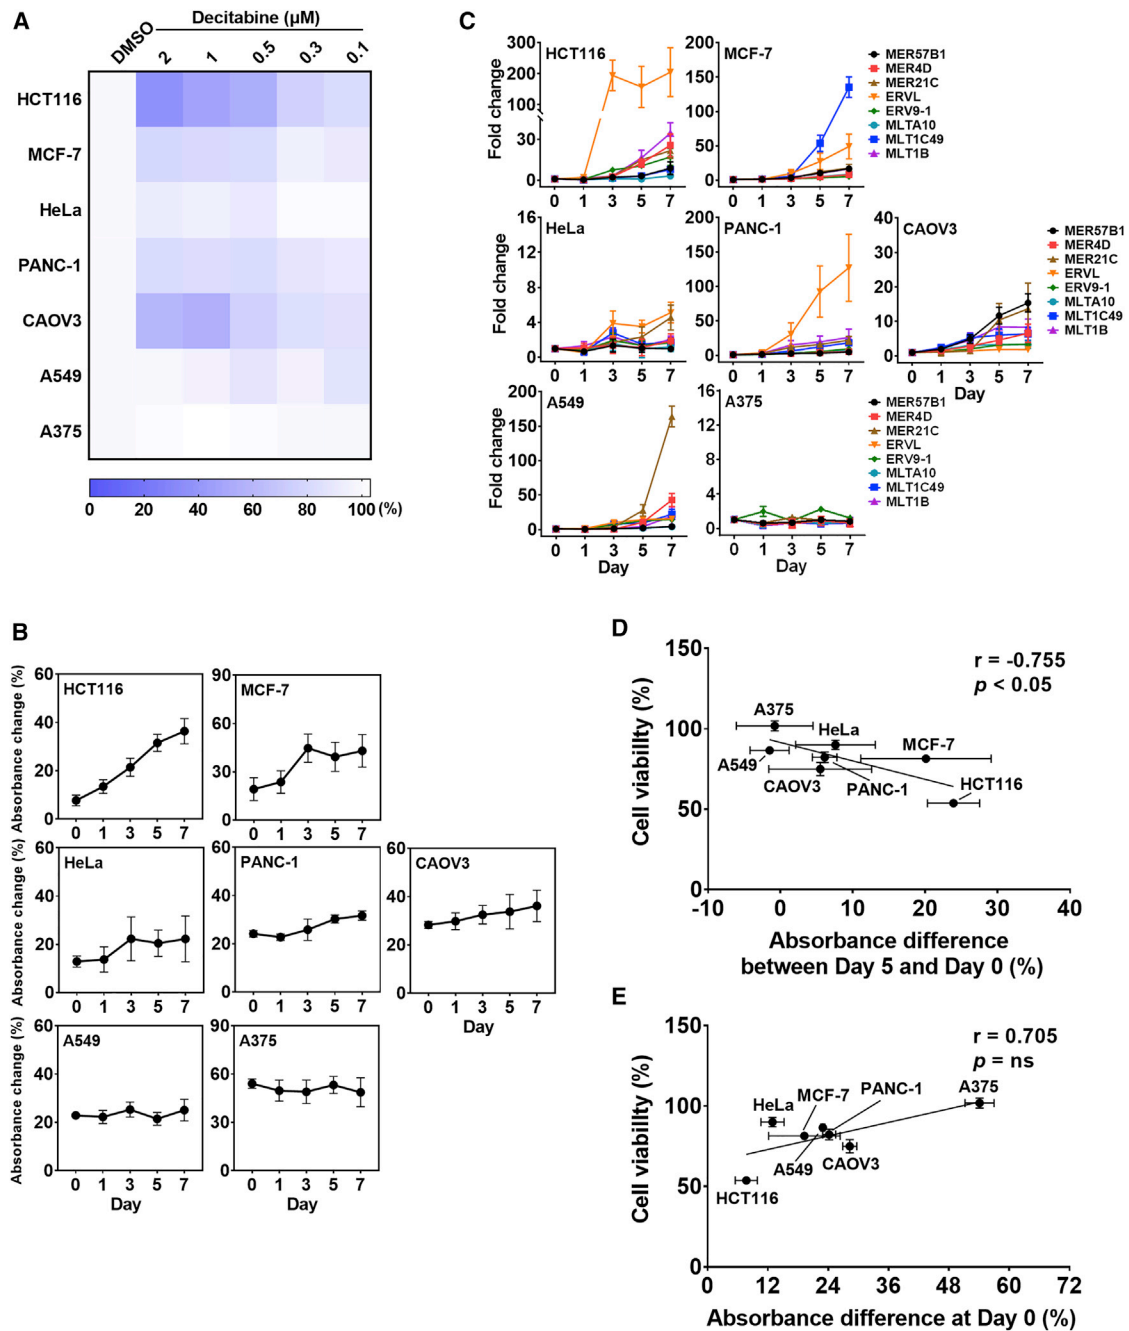 A
Decitabine (µM)
DMSO 2 1 0.5 0.3 0.1
HCT116
MCF-7
HeLa
PANC-1
CAOV3
A549
A375
0 20 40 60 80 100 (%)
C
HCT116
Fold change
300
200
100
30
0
0 1 3 5 7
MCF-7
200
150
100
50
0
0 1 3 5 7
MER57B1
MER4D
MER21C
ERVL
ERV9-1
MLTA10
MLT1C49
MLT1B
HeLa
Fold change
16
12
8
4
0
0 1 3 5 7
PANC-1
200
150
100
50
0
0 1 3 5 7
CAOV3
40
30
20
10
0
0 1 3 5 7
Day
MER57B1
MER4D
MER21C
ERVL
ERV9-1
MLTA10
MLT1C49
MLT1B
A549
Fold change
200
150
100
50
0
0 1 3 5 7
Day
A375
16
12
8
4
0
0 1 3 5 7
Day
MER57B1
MER4D
MER21C
ERVL
ERV9-1
MLTA10
MLT1C49
MLT1B
B
HCT116
Absorbance change (%)
60
40
20
0
0 1 3 5 7
MCF-7
90
60
30
0
0 1 3 5 7
HeLa
Absorbance change (%)
60
40
20
0
0 1 3 5 7
PANC-1
60
40
20
0
0 1 3 5 7
CAOV3
60
40
20
0
0 1 3 5 7
Day
A549
Absorbance change (%)
60
40
20
0
0 1 3 5 7
Day
A375
90
60
30
0
0 1 3 5 7
Day
D
r = -0.755
p < 0.05
Cell viability (%)
150
100
50
0
A375
HeLa
MCF-7
A549
CAOV3
PANC-1
HCT116
-10 0 10 20 30 40
Absorbance difference
between Day 5 and Day 0 (%)
E
r = 0.705
p = ns
Cell viability (%)
150
100
50
0
HeLa
MCF-7
PANC-1
A375
A549
CAOV3
HCT116
0 12 24 36 48 60 72
Absorbance difference at Day 0 (%)